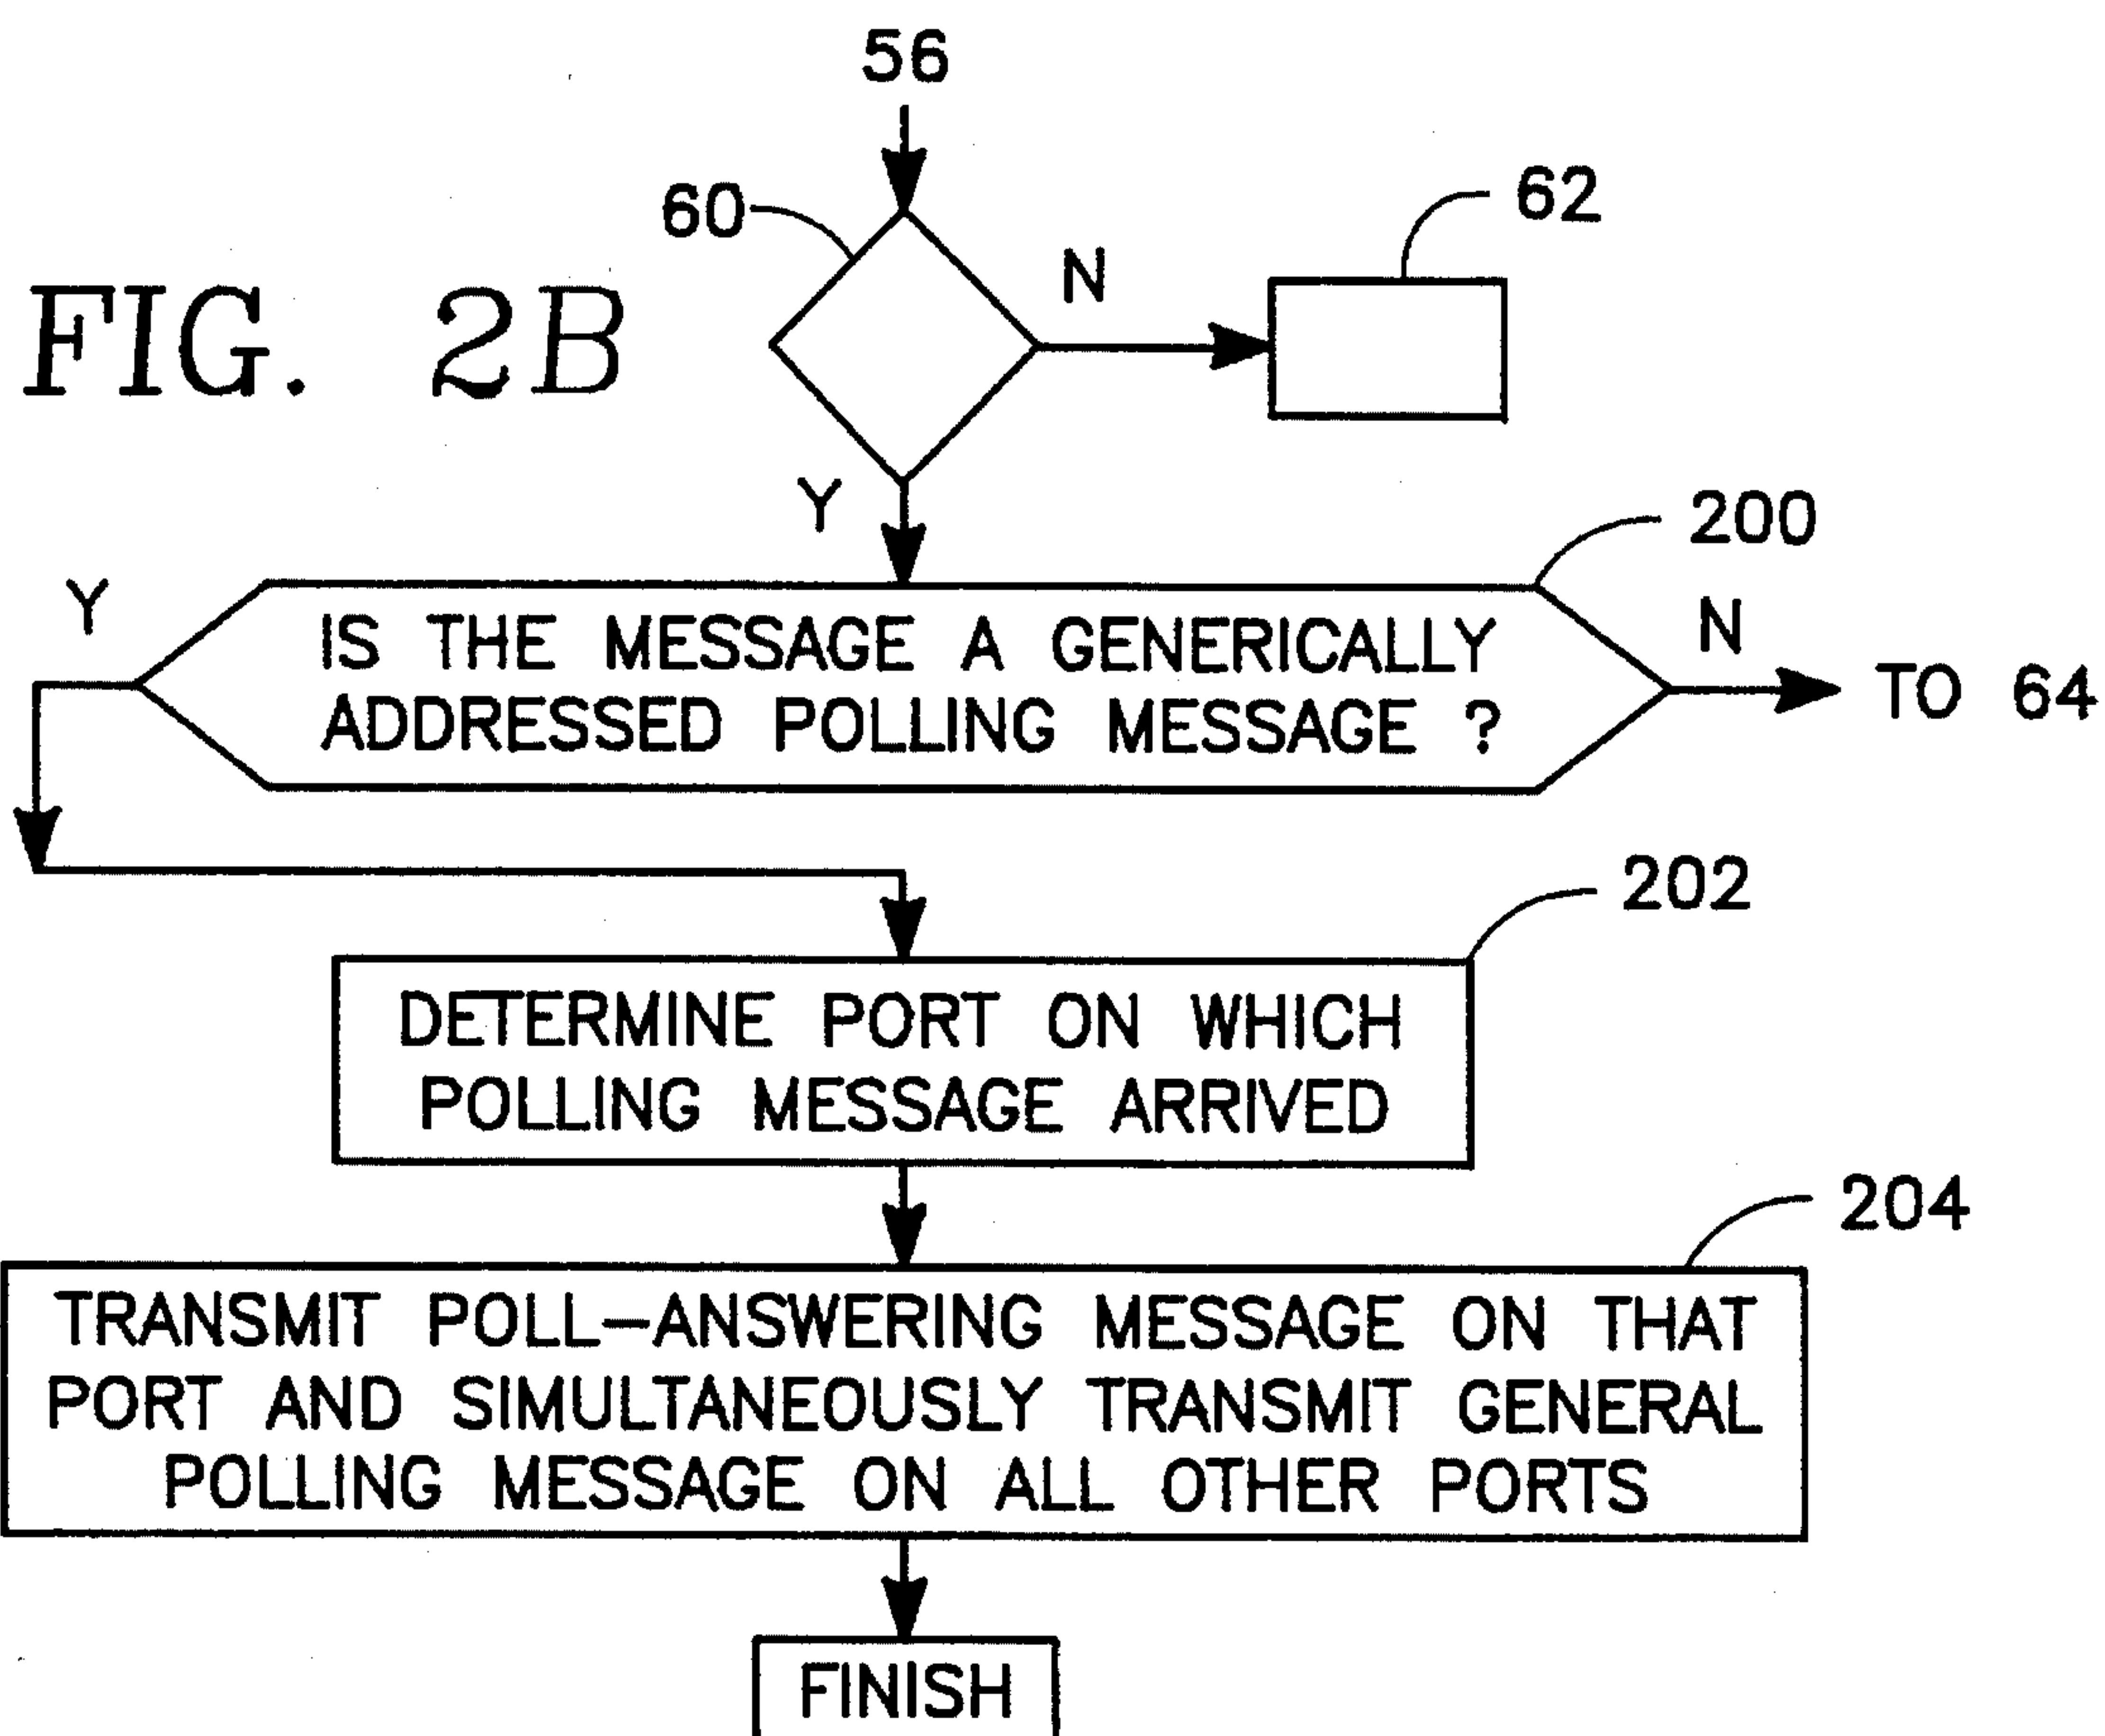 56
60
62
N
FIG. 2B
Y
200
Y
N
IS THE MESSAGE A GENERICALLY
ADDRESSED POLLING MESSAGE ?
TO 64
202
DETERMINE PORT ON WHICH
POLLING MESSAGE ARRIVED
204
TRANSMIT POLL-ANSWERING MESSAGE ON THAT
PORT AND SIMULTANEOUSLY TRANSMIT GENERAL
POLLING MESSAGE ON ALL OTHER PORTS
FINISH